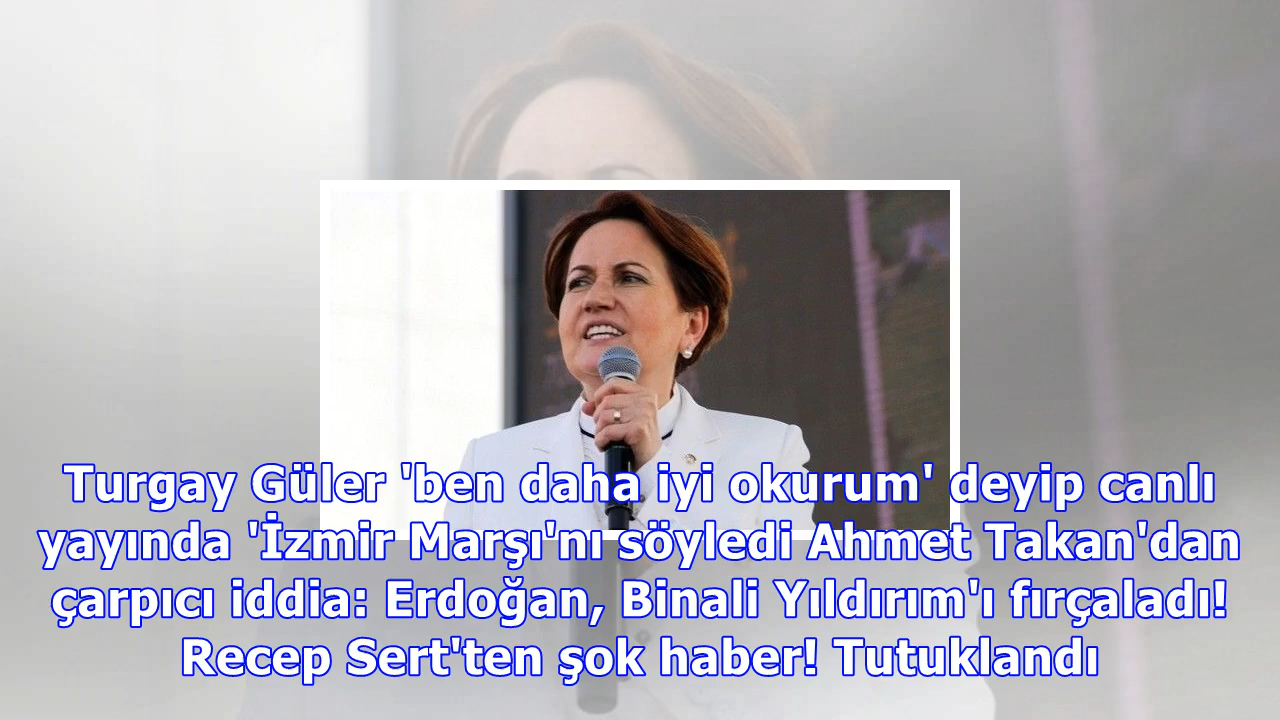 Turgay Güler 'ben daha iyi okurum' deyip canlı
yayında 'İzmir Marşı'nı söyledi Ahmet Takan'dan
çarpıcı iddia: Erdoğan, Binali Yıldırım'ı fırçaladı!
Recep Sert'ten şok haber! Tutuklandı